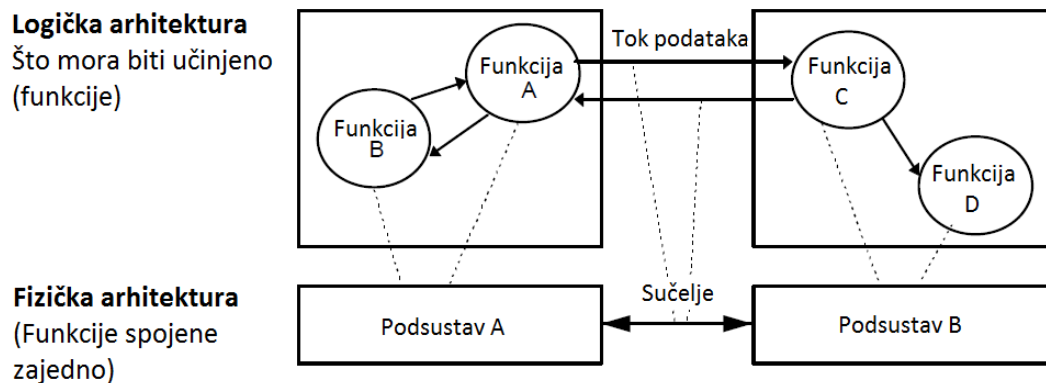 Logička arhitektura
Što mora biti učinjeno
(funkcije)
Funkcija
A
Funkcija
B
Tok podataka
Funkcija
C
Funkcija
D
Fizička arhitektura
(Funkcije spojene
zajedno)
Podsustav A
Sučelje
Podsustav B